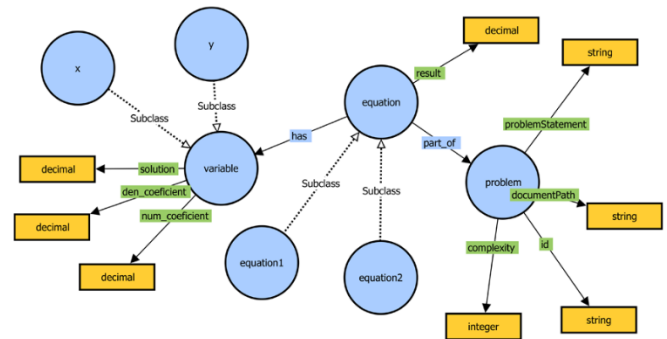 y
x
decimal
string
result
equation
Subclass
problemStatement
Subclass
has
part_of
decimal
solution
variable
den_coeficient
Subclass
problem
documentPath
Subclass
decimal
num_coeficient
string
complexity
id
decimal
equation1
equation2
integer
string